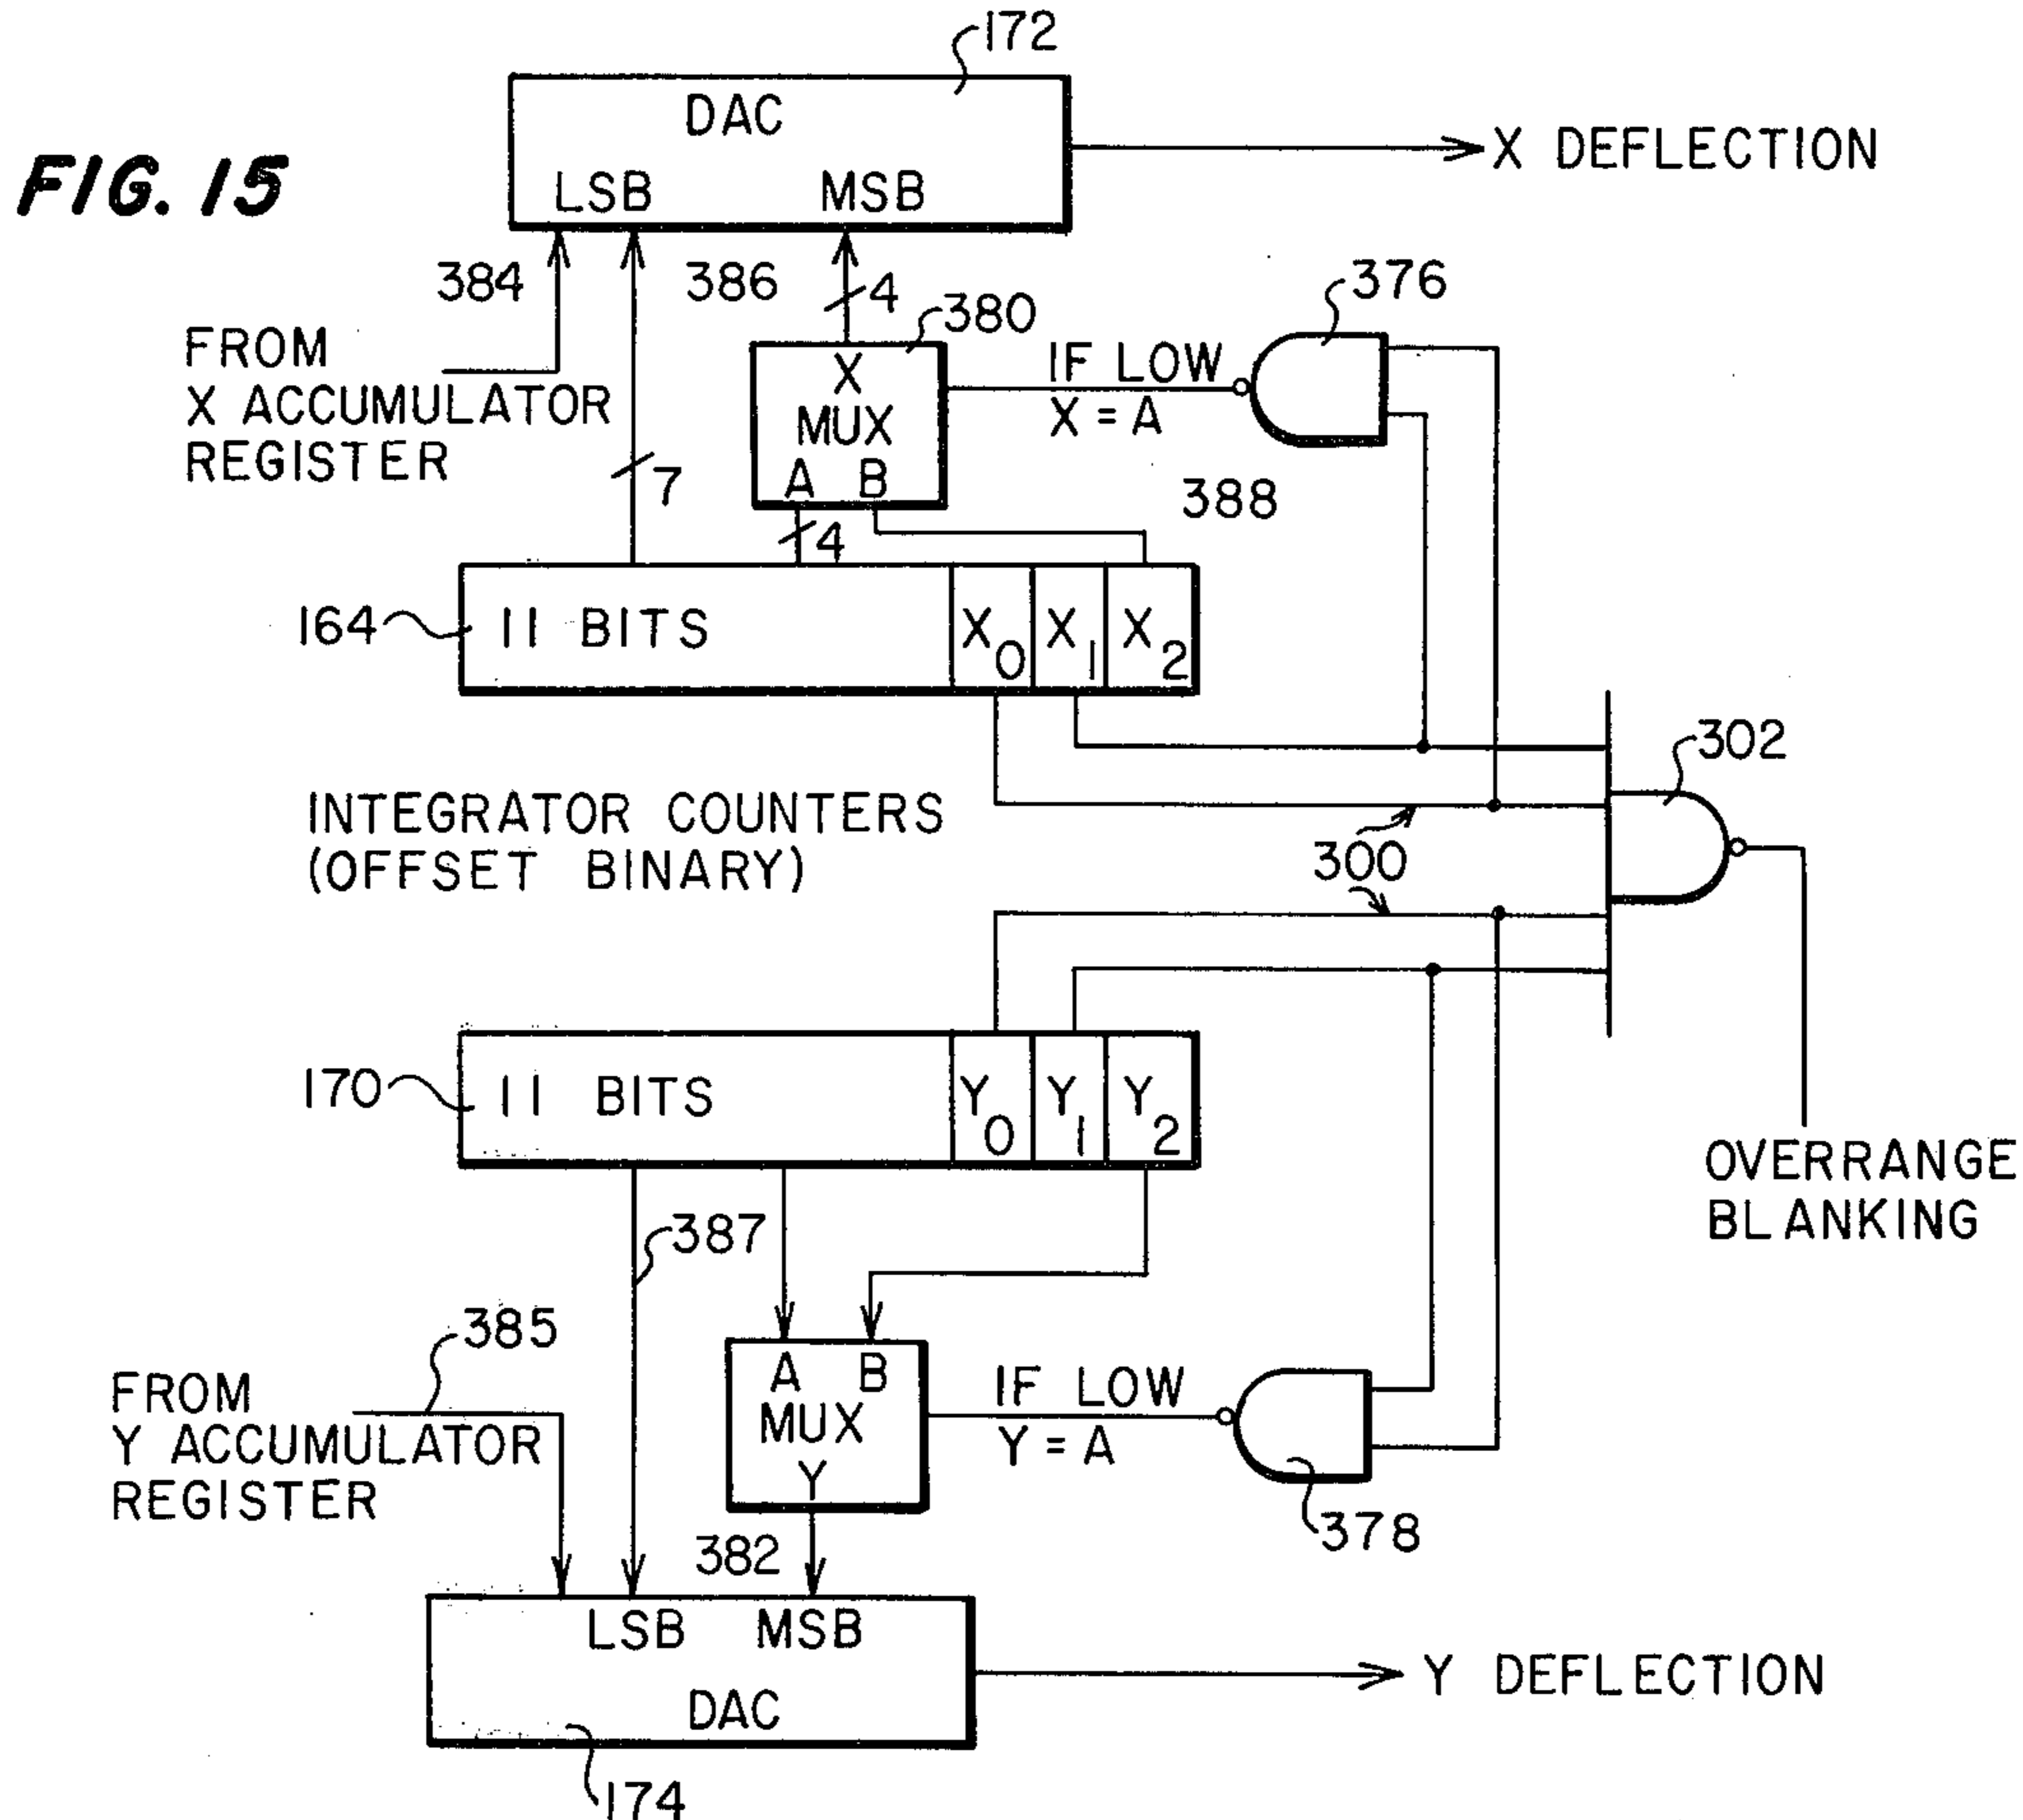 FIG. 15
172
DAC
LSB MSB
X DEFLECTION
384
386
4
380
376
FROM
X ACCUMULATOR
REGISTER
X
MUX
A B
IF LOW
X = A
7
4
388
164
11 BITS
X0 X1 X2
302
INTEGRATOR COUNTERS
(OFFSET BINARY)
300
170
11 BITS
Y0 Y1 Y2
OVERRANGE
BLANKING
387
385
FROM
Y ACCUMULATOR
REGISTER
A B
MUX
Y
IF LOW
Y = A
378
382
LSB MSB
DAC
Y DEFLECTION
174